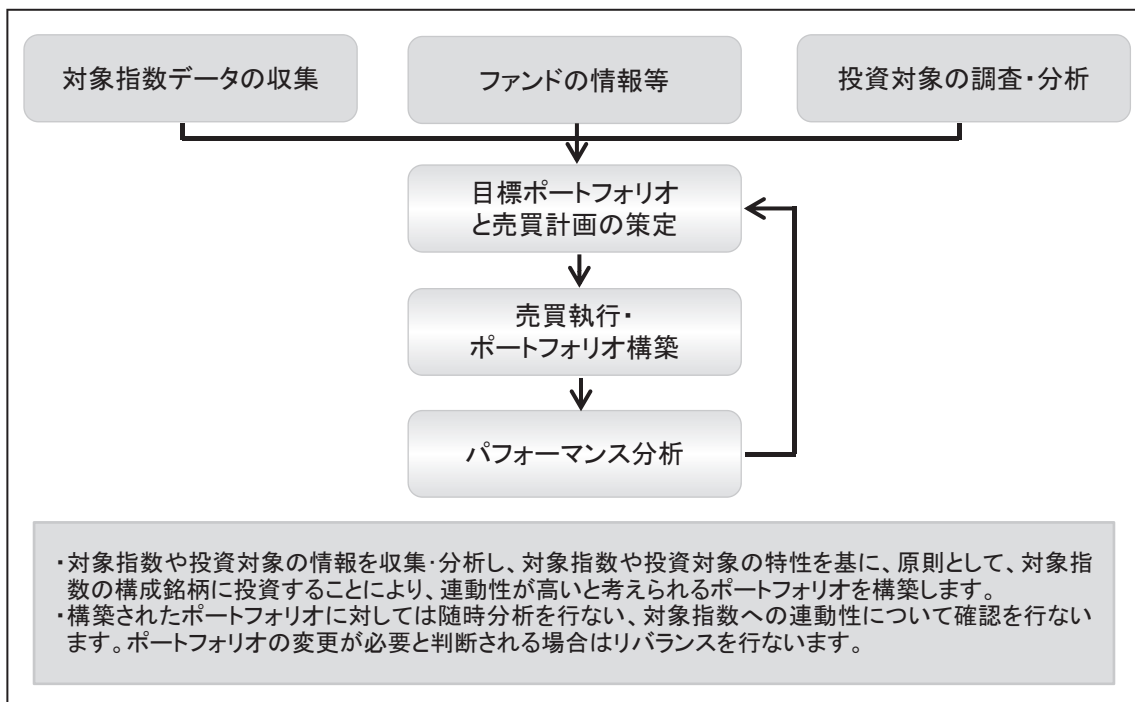 対象指数データの収集
ファンドの情報等
投資対象の調査・分析
目標ポートフォリオ
と売買計画の策定
売買執行・
ポートフォリオ構築
パフォーマンス分析
・対象指数や投資対象の情報を収集・分析し、対象指数や投資対象の特性を基に、原則として、対象指
数の構成銘柄に投資することにより、連動性が高いと考えられるポートフォリオを構築します。
・構築されたポートフォリオに対しては随時分析を行ない、対象指数への連動性について確認を行ない
ます。ポートフォリオの変更が必要と判断される場合はリバランスを行ないます。